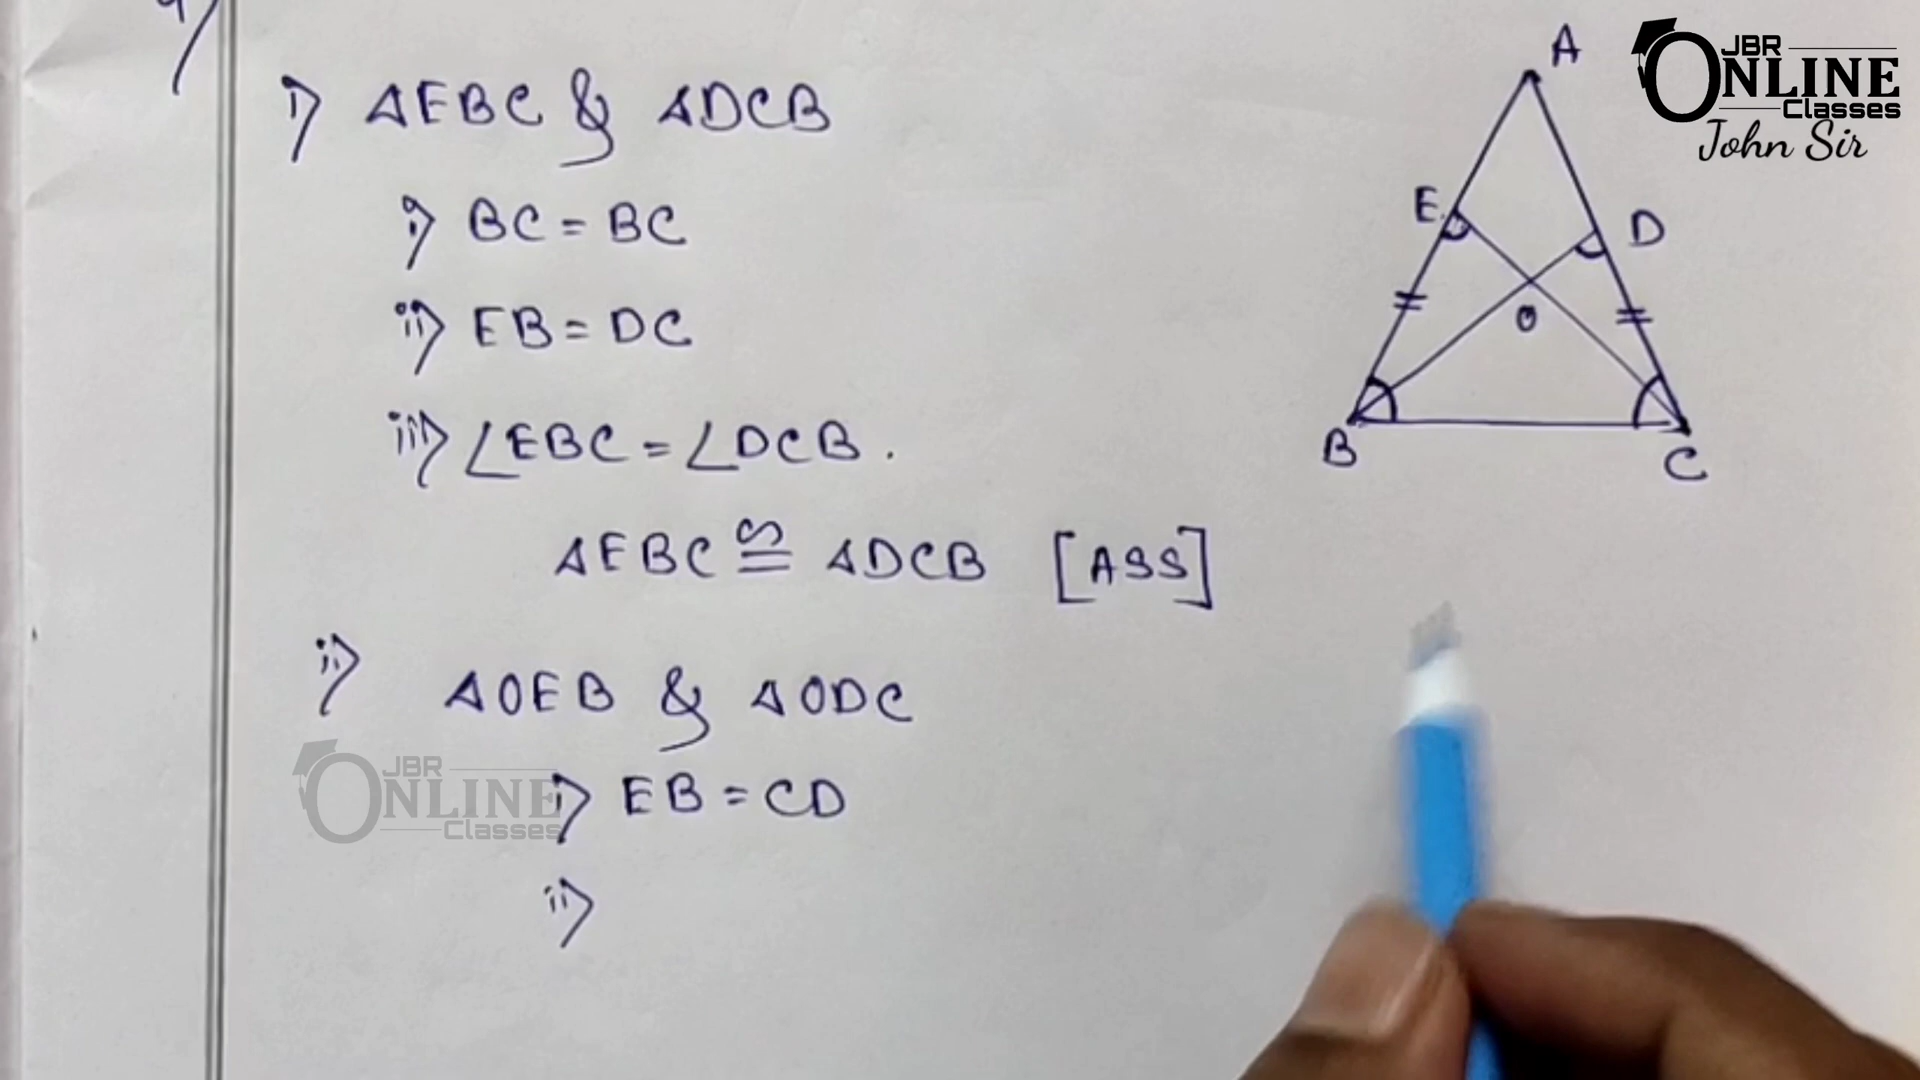 i) ΔEBC & ΔDCB
i) BC = BC
ii) EB = DC
iii) ∠EBC = ∠DCB.
ΔEBC ≅ ΔDCB [ASS]
ii) ΔOEB & ΔODC
i) EB = CD
ii)
A
E
D
O
B
C
JBR
ONLINE
Classes
John Sir
JBR
ONLINE
Classes